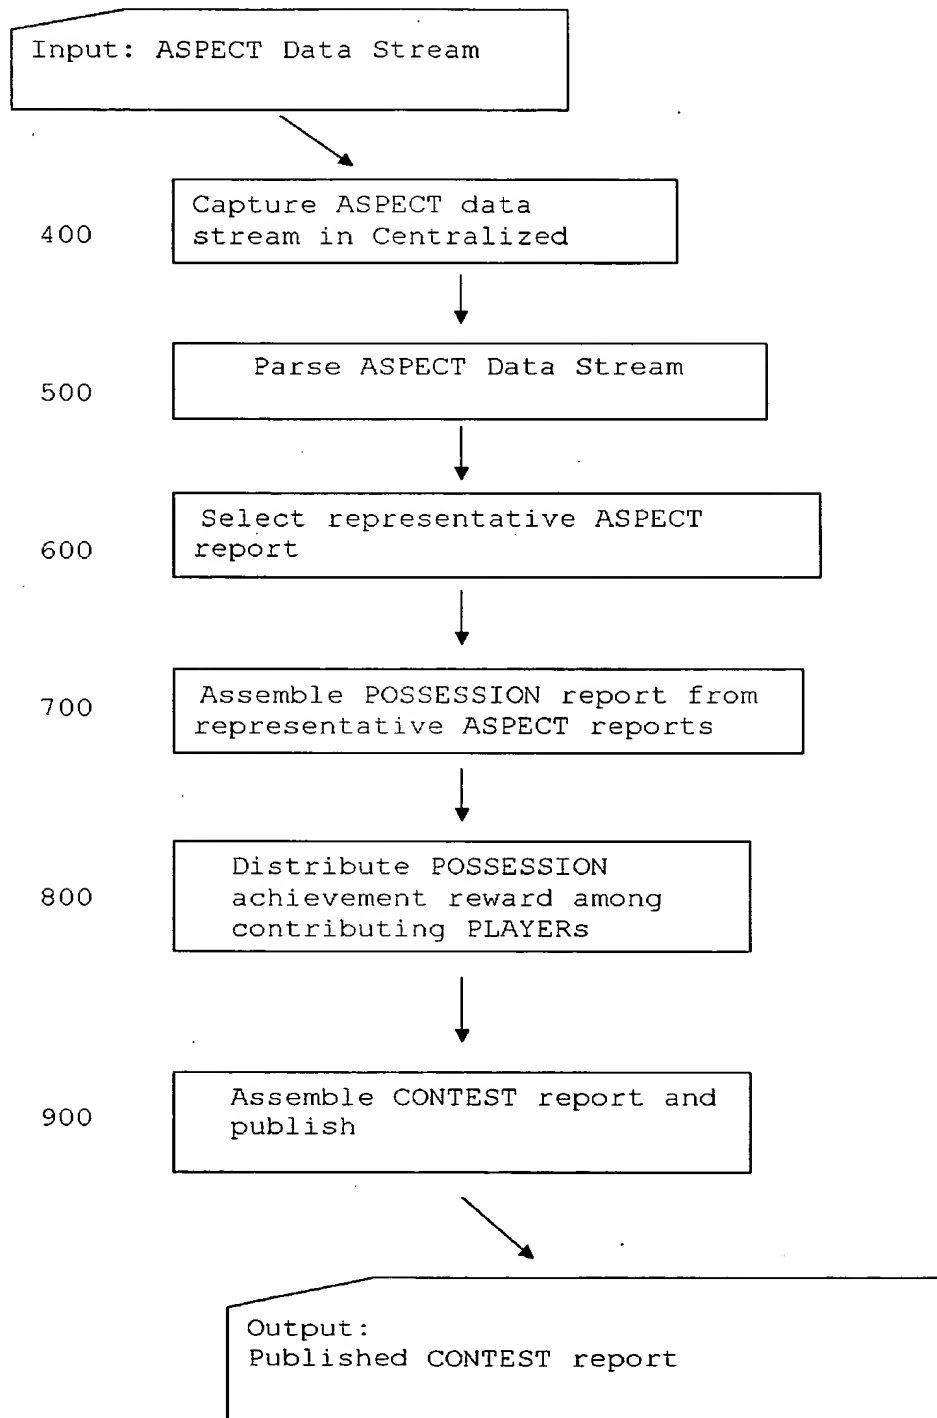 Input: ASPECT Data Stream
400
Capture ASPECT data
stream in Centralized
500
Parse ASPECT Data Stream
600
Select representative ASPECT
report
700
Assemble POSSESSION report from
representative ASPECT reports
800
Distribute POSSESSION
achievement reward among
contributing PLAYERs
900
Assemble CONTEST report and
publish
Output:
Published CONTEST report